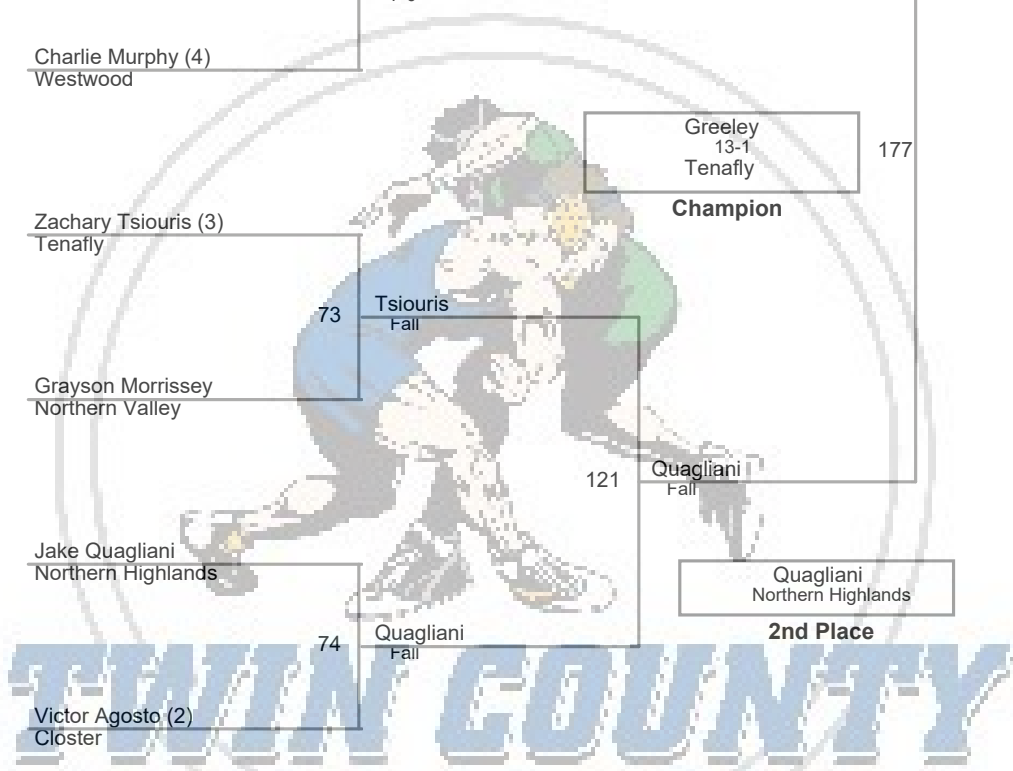 Charlie Murphy (4)
Westwood
Greeley
13-1
Tenafly
177
Champion
Zachary Tsiouris (3)
Tenafly
73
Tsiouris
Fall
Grayson Morrissey
Northern Valley
121
Quagliani
Fall
Jake Quagliani
Northern Highlands
Quagliani
Northern Highlands
2nd Place
74
Quagliani
Fall
Victor Agosto (2)
Closter
TWIN COUNTY